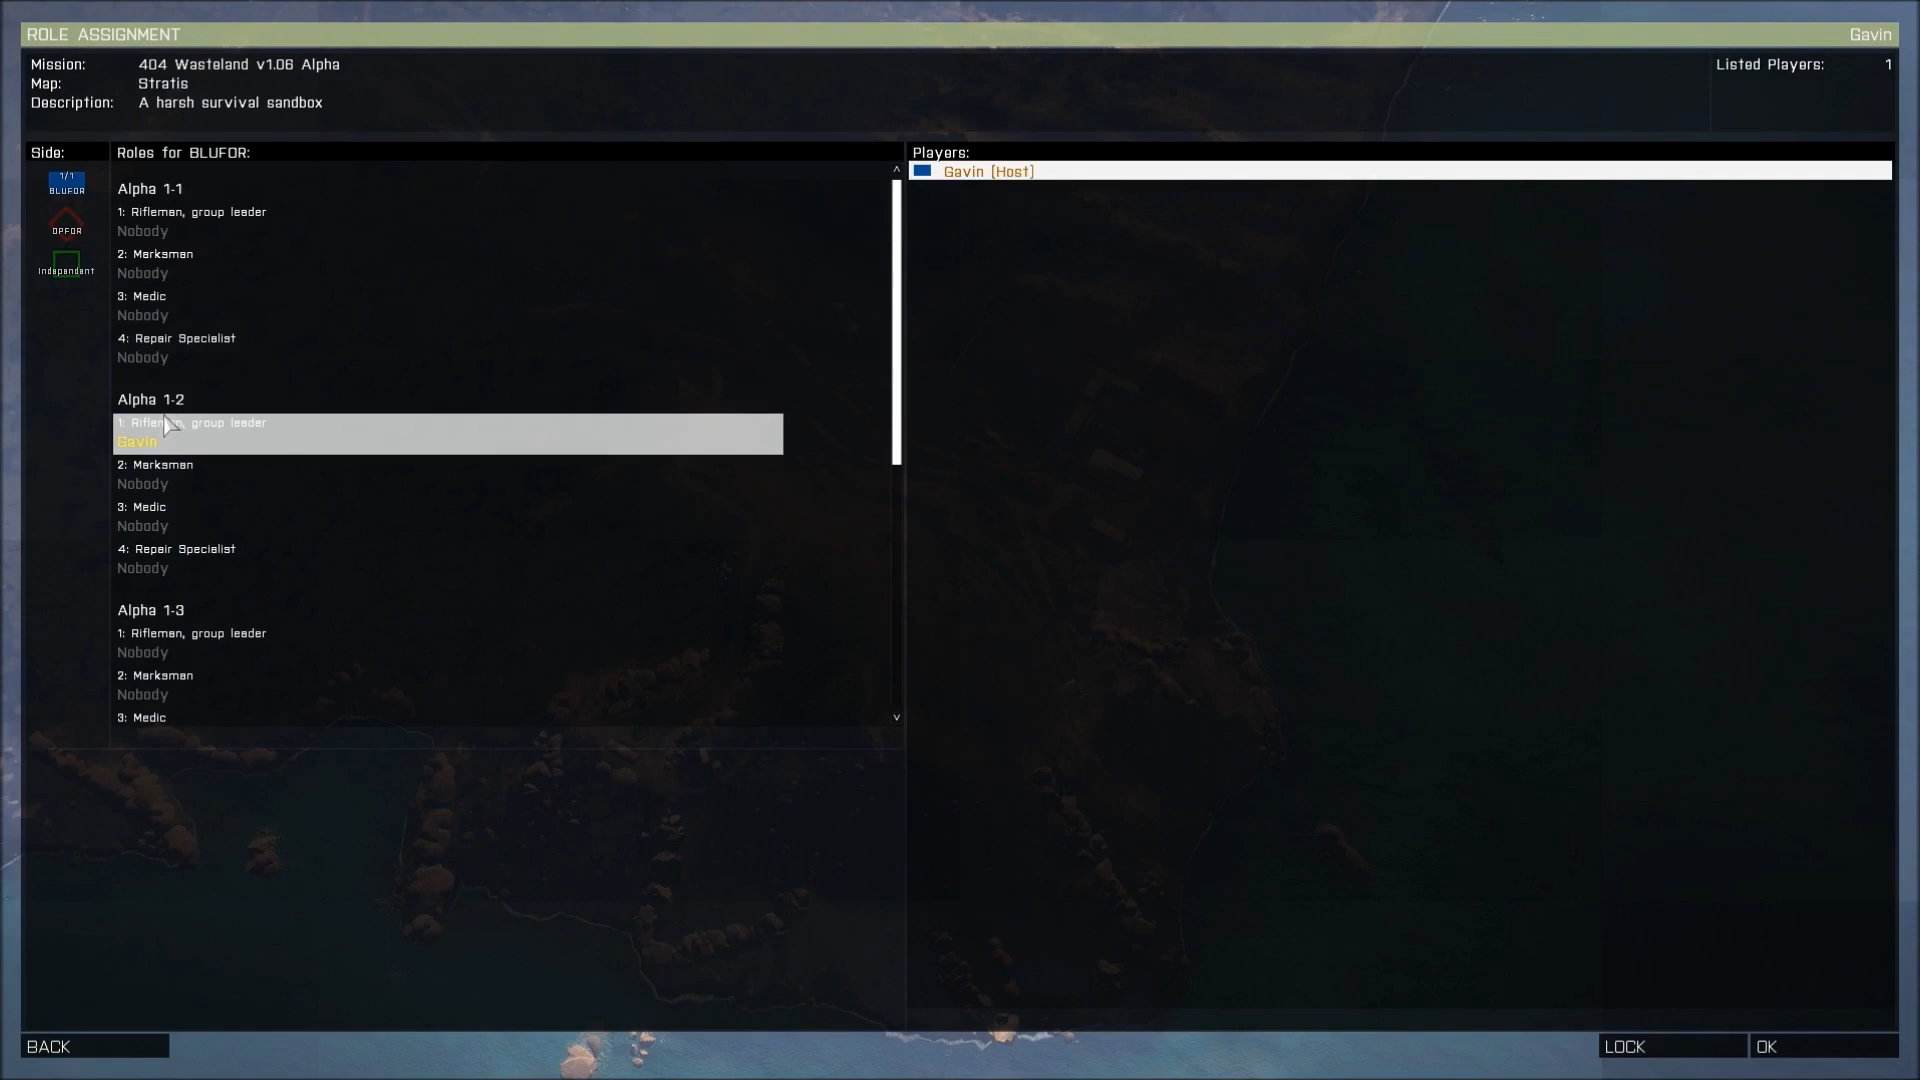 ROLE ASSIGNMENT Gavin
Mission: 404 Wasteland v1.06 Alpha
Map: Stratis
Description: A harsh survival sandbox
Listed Players: 1
Side:
1/1
BLUFOR
OPFOR
Independent
Roles for BLUFOR:
Alpha 1-1
1: Rifleman, group leader
Nobody
2: Marksman
Nobody
3: Medic
Nobody
4: Repair Specialist
Nobody
Alpha 1-2
1: Rifleman, group leader
Gavin
2: Marksman
Nobody
3: Medic
Nobody
4: Repair Specialist
Nobody
Alpha 1-3
1: Rifleman, group leader
Nobody
2: Marksman
Nobody
3: Medic
Players:
Gavin (Host)
BACK
LOCK
OK